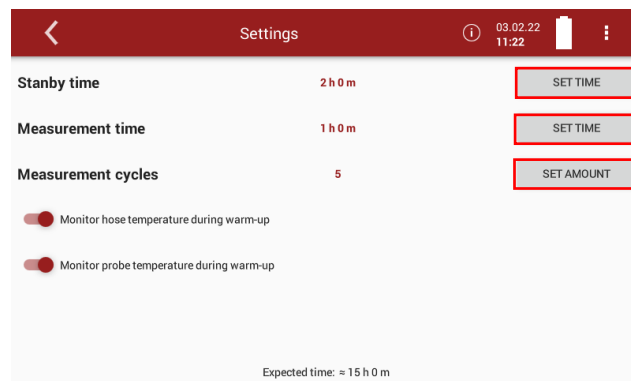 Settings
03.02.22
11:22
Stanby time 2 h 0 m SET TIME
Measurement time 1 h 0 m SET TIME
Measurement cycles 5 SET AMOUNT
Monitor hose temperature during warm-up
Monitor probe temperature during warm-up
Expected time: ≈ 15 h 0 m